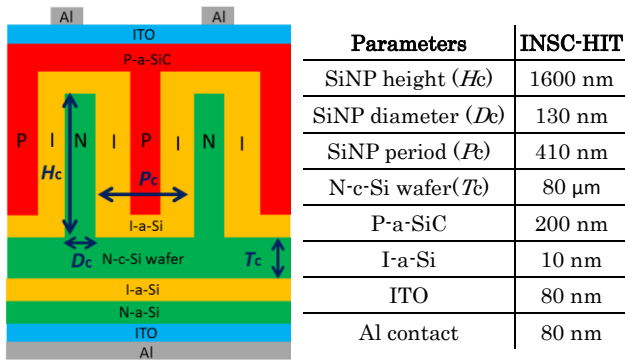 Al
Al
ITO
P-a-SiC
P I N I P I N I
Hc
Pc
I-a-Si
Dc
N-c-Si wafer
Tc
I-a-Si
N-a-Si
ITO
Al
Parameters INSC-HIT
SiNP height (Hc) 1600 nm
SiNP diameter (Dc) 130 nm
SiNP period (Pc) 410 nm
N-c-Si wafer(Tc) 80 μm
P-a-SiC 200 nm
I-a-Si 10 nm
ITO 80 nm
Al contact 80 nm